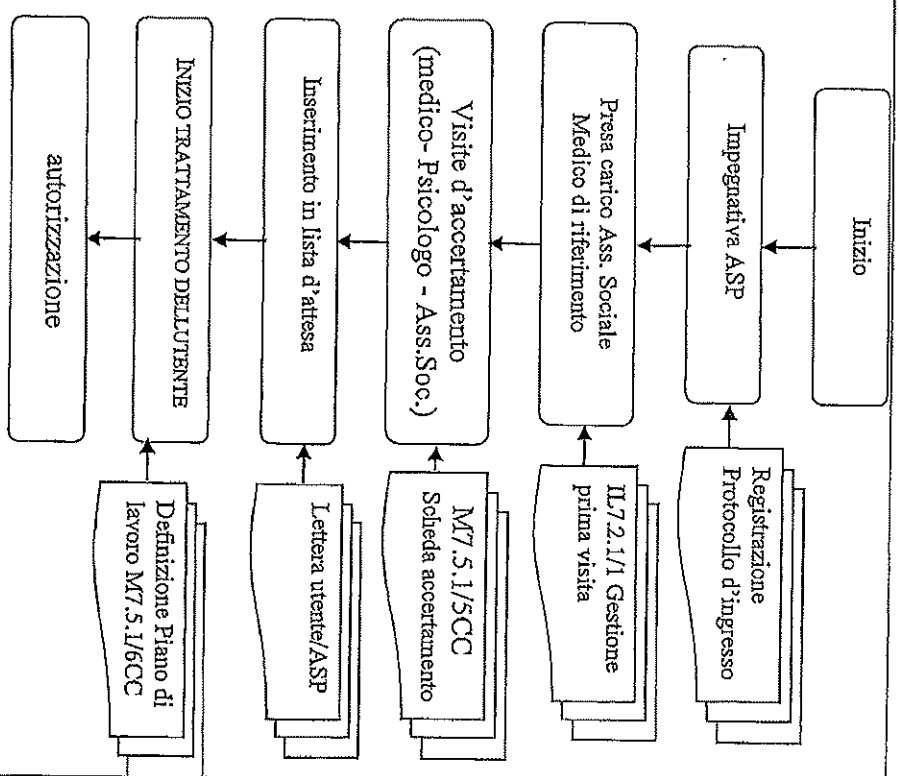 Inizio
Impegnativa ASP
Registrazione
Protocollo d'ingresso
Presa carico Ass. Sociale
Medico di riferimento
IL7.2.1/1 Gestione
prima visita
Visite d'accertamento
(medico- Psicologo - Ass.Soc.)
M7.5.1/5CC
Scheda accertamento
Inserimento in lista d'attesa
Lettera utente/ASP
INIZIO TRATTAMENTO DELLUTENTE
Definizione Piano di
lavoro M7.5.1/6CC
autorizzazione